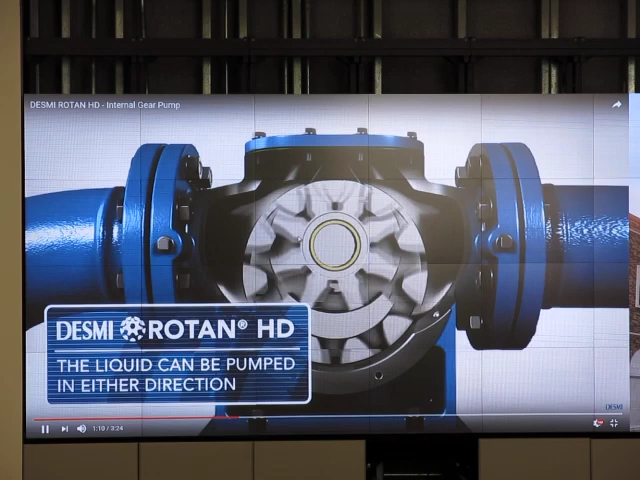 DESMI ROTAN HD - Internal Gear Pump
DESMI ROTAN® HD
THE LIQUID CAN BE PUMPED
IN EITHER DIRECTION
DESMI
1:19 / 3:24